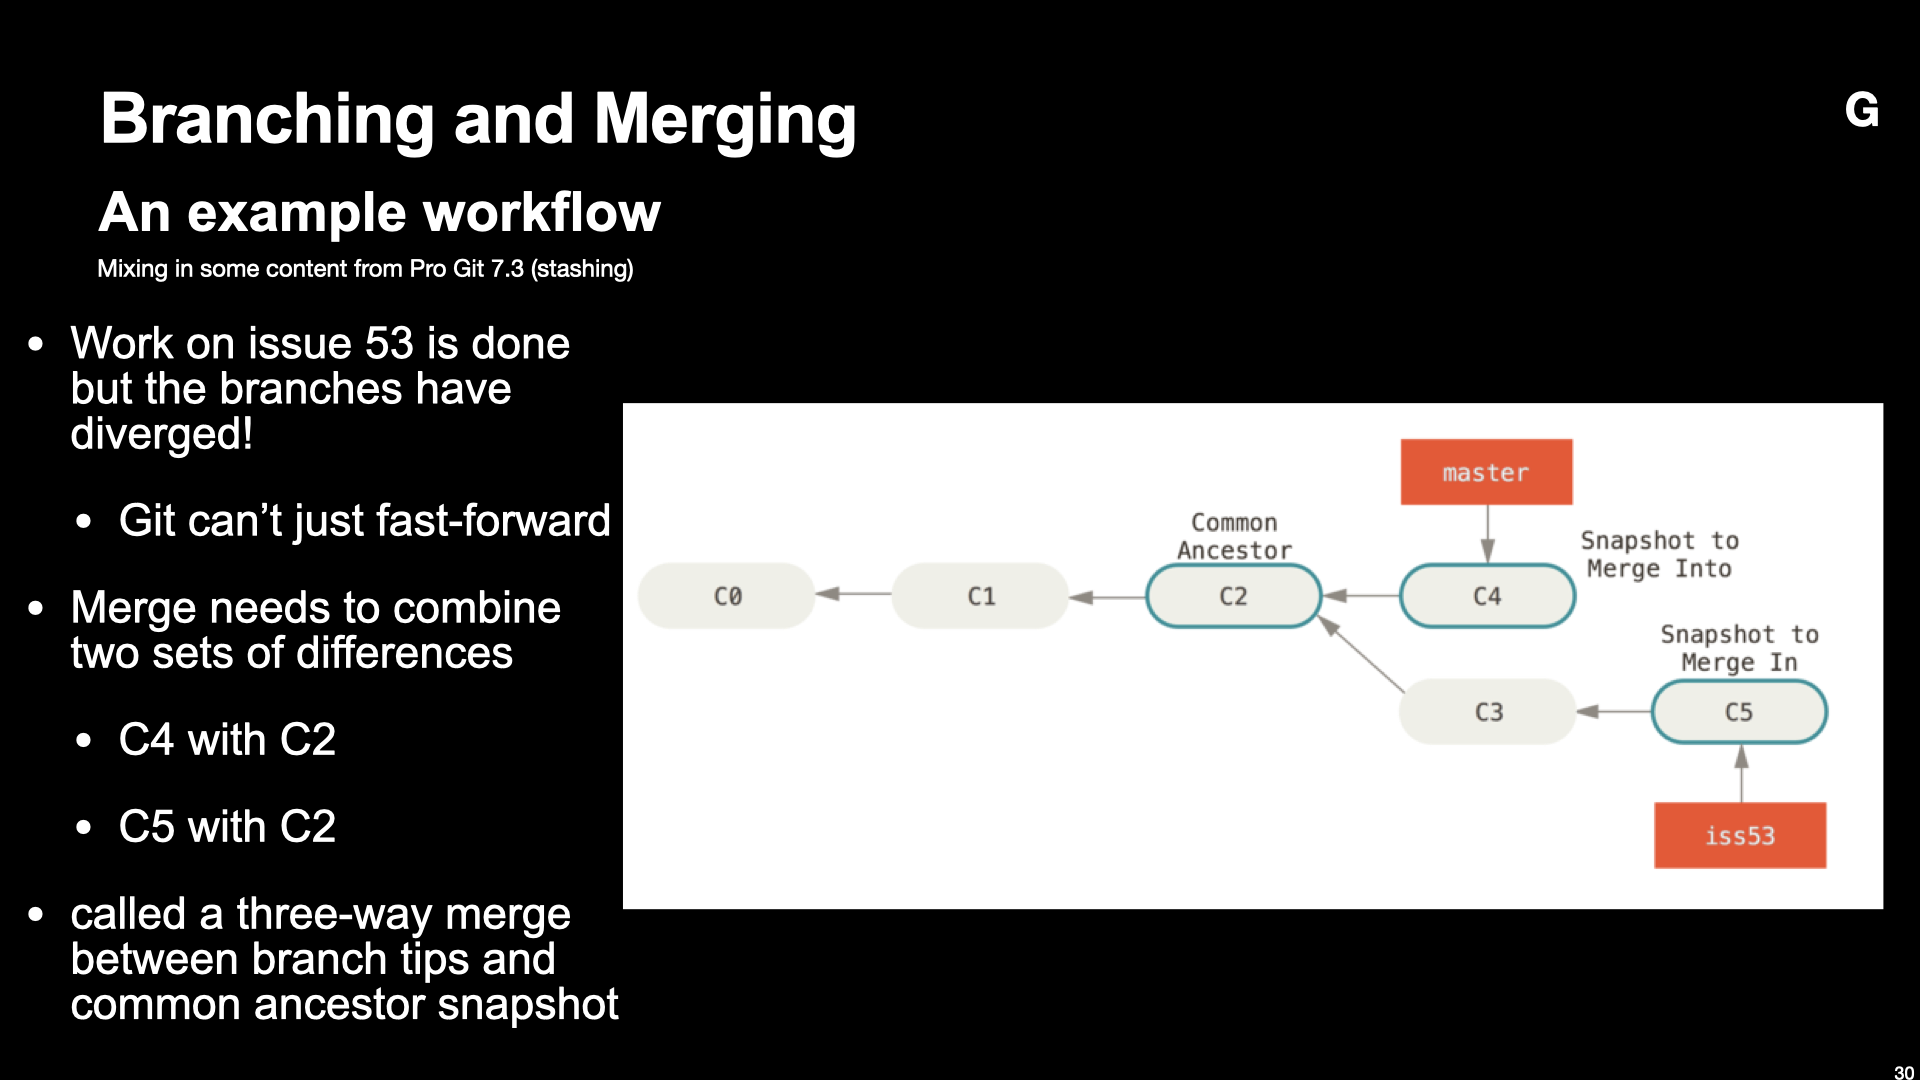 Branching and Merging
G
An example workflow
Mixing in some content from Pro Git 7.3 (stashing)
• Work on issue 53 is done
but the branches have
diverged!
• Git can’t just fast-forward
• Merge needs to combine
two sets of differences
• C4 with C2
• C5 with C2
• called a three-way merge
between branch tips and
common ancestor snapshot
master
Common
Ancestor
Snapshot to
Merge Into
C0
C1
C2
C4
Snapshot to
Merge In
C3
C5
iss53
30